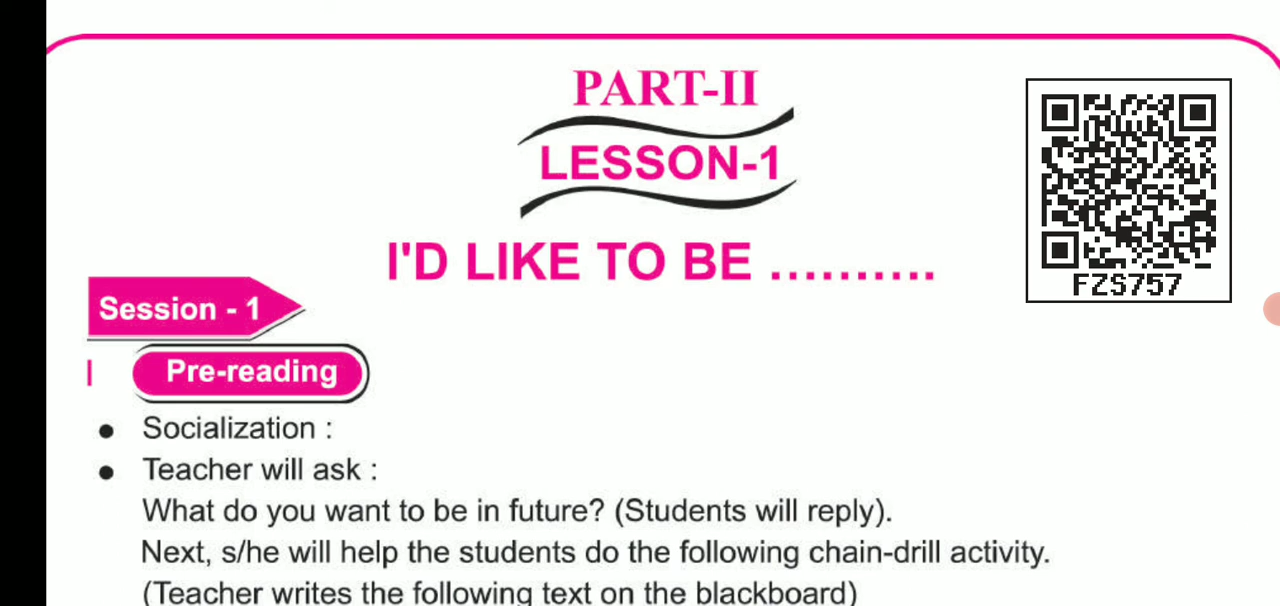 PART-II
LESSON-1
I'D LIKE TO BE ..........
FZS757
Session - 1
I Pre-reading
● Socialization :
● Teacher will ask :
What do you want to be in future? (Students will reply).
Next, s/he will help the students do the following chain-drill activity.
(Teacher writes the following text on the blackboard)